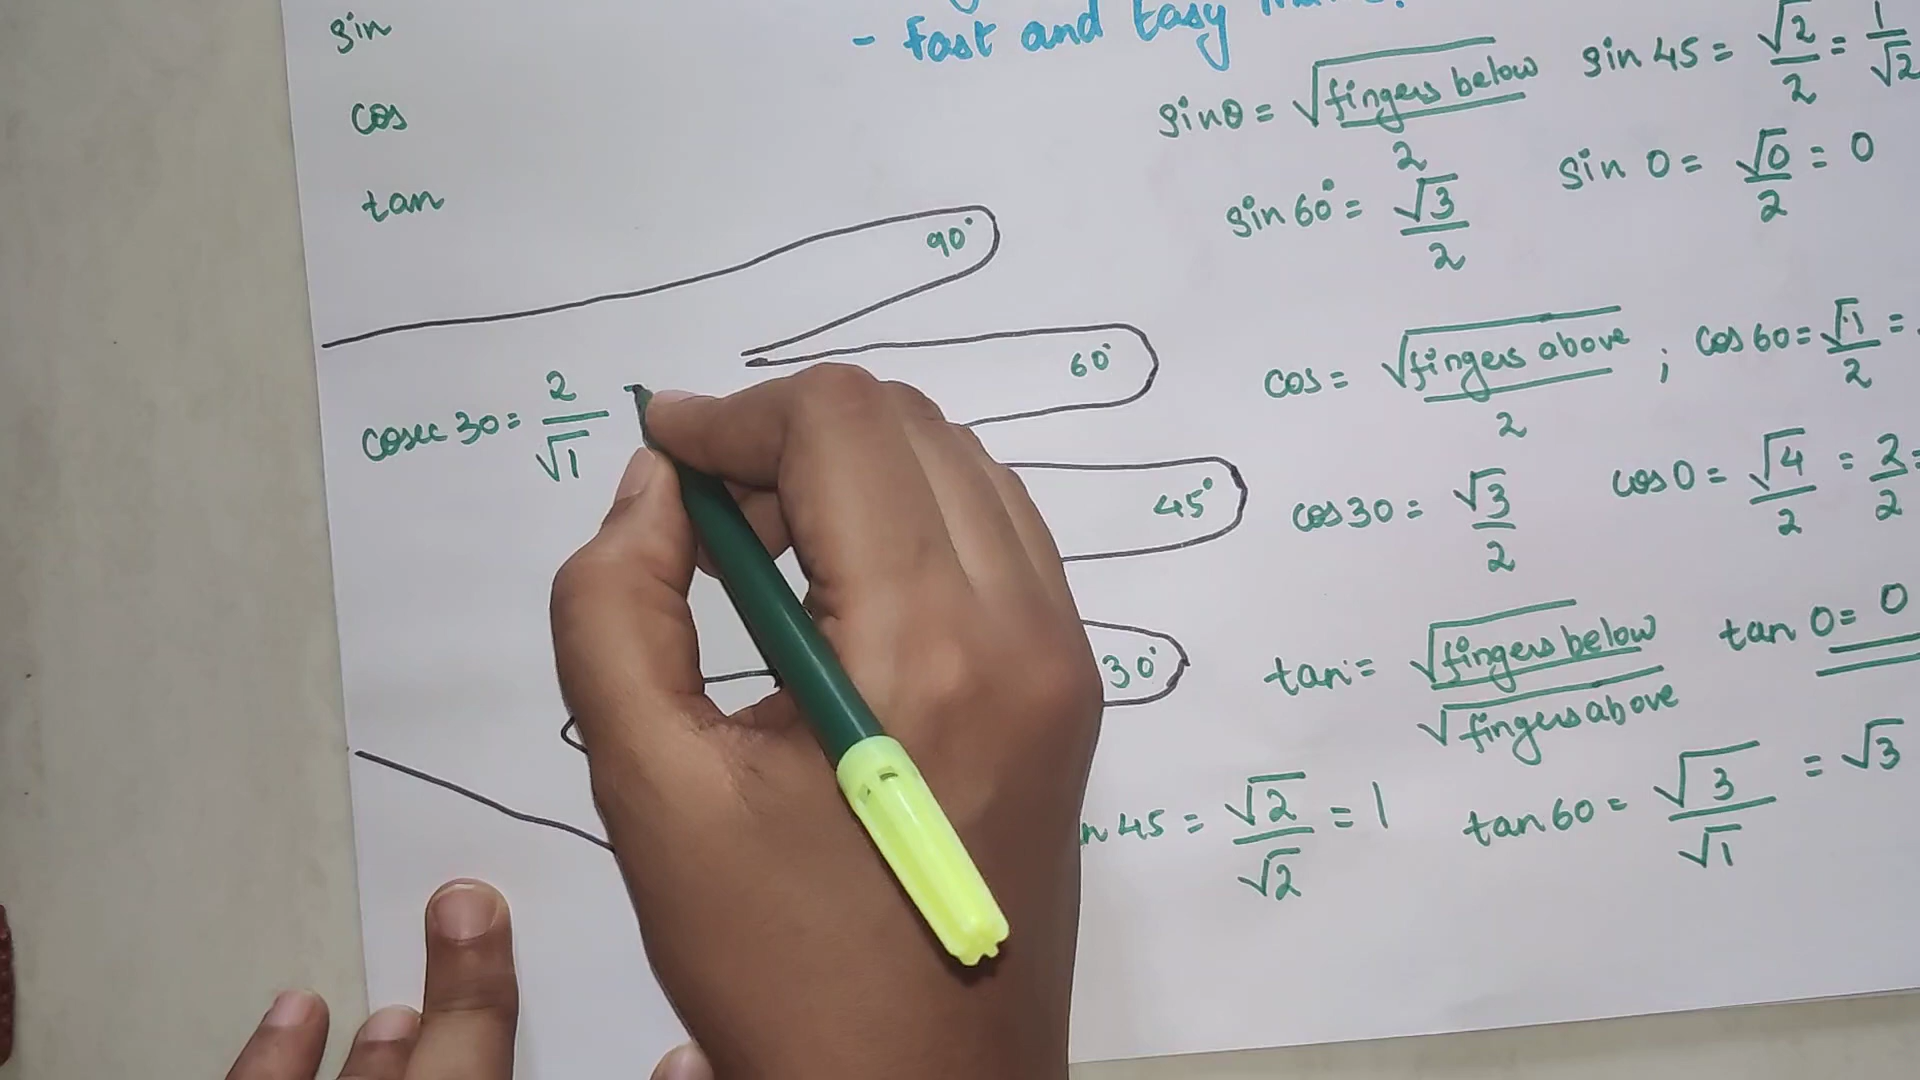 - Fast and Easy
sin
cos
tan
90°
60°
45°
30°
cosec 30 = 2/√1
sinθ = √fingers below/2
sin 45 = √2/2 = 1/√2
sin 60° = √3/2
sin 0 = √0/2 = 0
cos = √fingers above/2 ; cos 60 = √1/2 =
cos 30 = √3/2
cos 0 = √4/2 = 2/2 =
tan = √fingers below/√fingers above
tan 0 = 0
n 45 = √2/√2 = 1
tan 60 = √3/√1 = √3